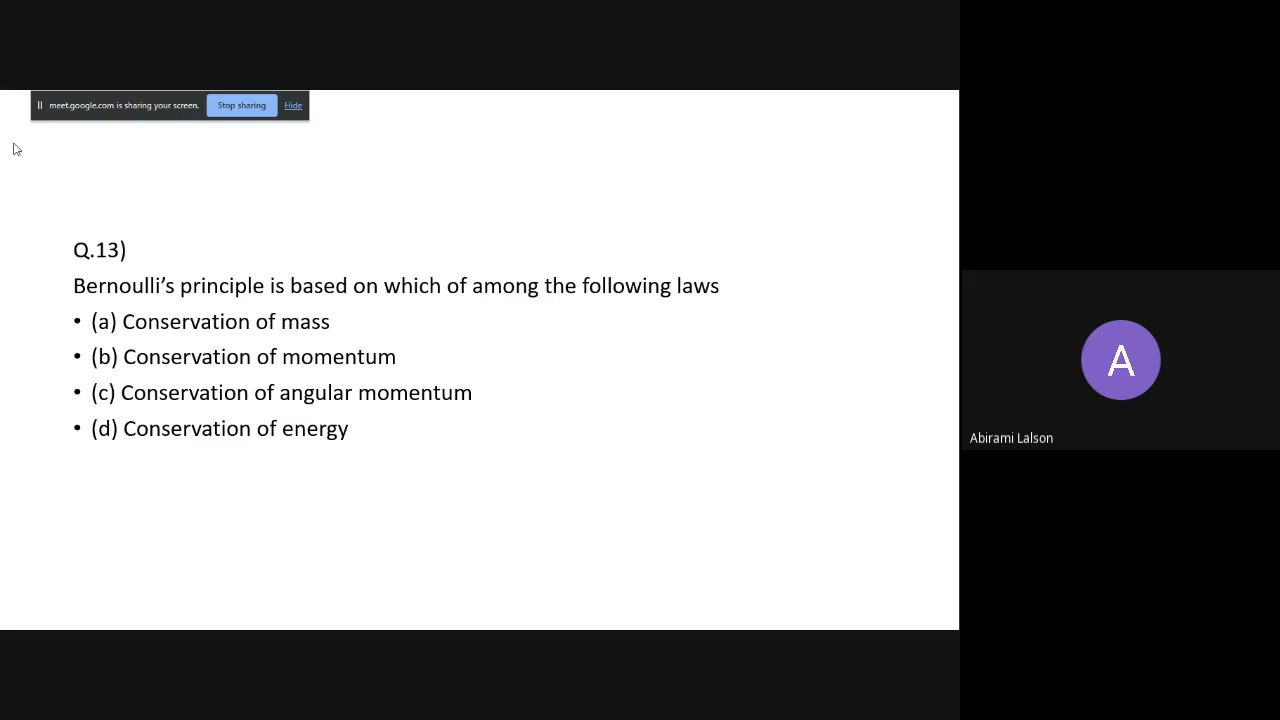 meet.google.com is sharing your screen. Stop sharing Hide
Q.13)
Bernoulli’s principle is based on which of among the following laws
• (a) Conservation of mass
• (b) Conservation of momentum
• (c) Conservation of angular momentum
• (d) Conservation of energy
A
Abirami Lalson